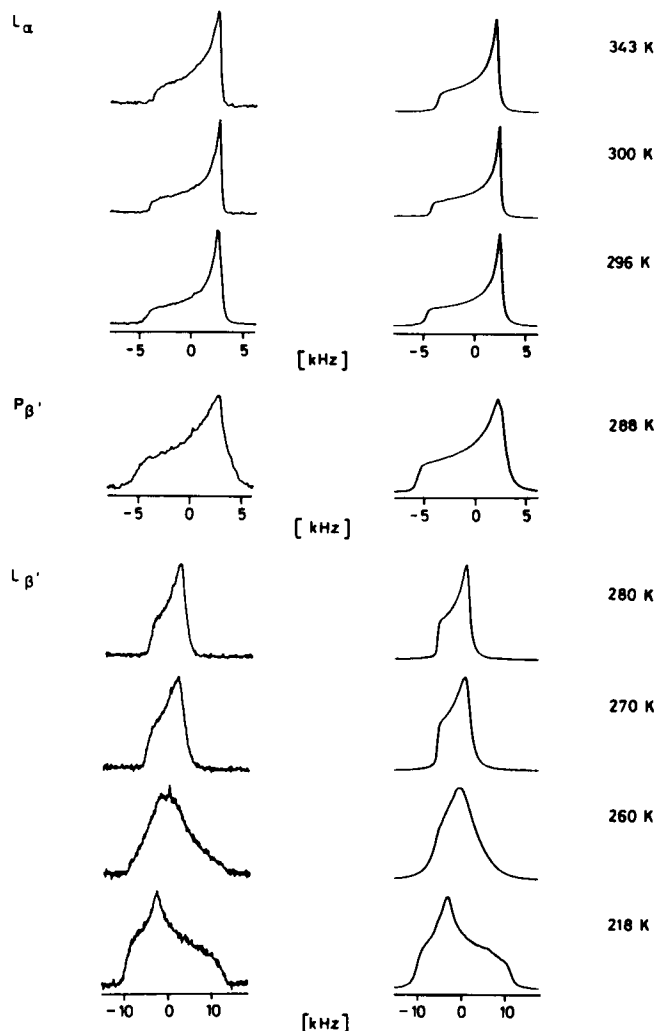 Lα
343 K
300 K
296 K
-5 0 5 -5 0 5
[kHz]
Pβ'
288 K
-5 0 5 -5 0 5
[kHz]
Lβ'
280 K
270 K
260 K
218 K
-10 0 10 -10 0 10
[kHz]